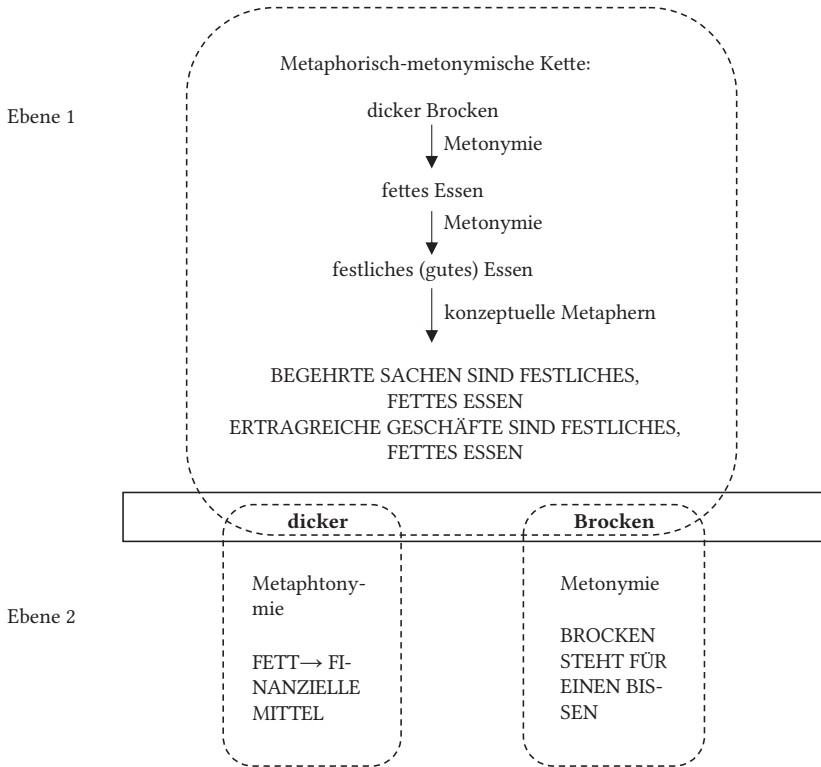 Metaphorisch-metonymische Kette:
Ebene 1
dicker Brocken
Metonymie
fettes Essen
Metonymie
festliches (gutes) Essen
konzeptuelle Metaphern
BEGEHRTE SACHEN SIND FESTLICHES,
FETTES ESSEN
ERTRAGREICHE GESCHÄFTE SIND FESTLICHES,
FETTES ESSEN
dicker
Brocken
Ebene 2
Metaphtony-
mie
FETT→ FI-
NANZIELLE
MITTEL
Metonymie
BROCKEN
STEHT FÜR
EINEN BIS-
SEN